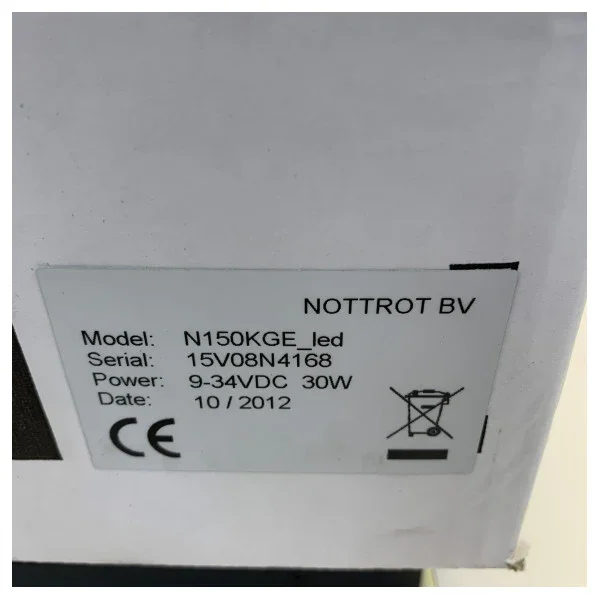 NOTTROT BV
Model: N150KGE_led
Serial: 15V08N4168
Power: 9-34VDC 30W
Date: 10 / 2012
CE